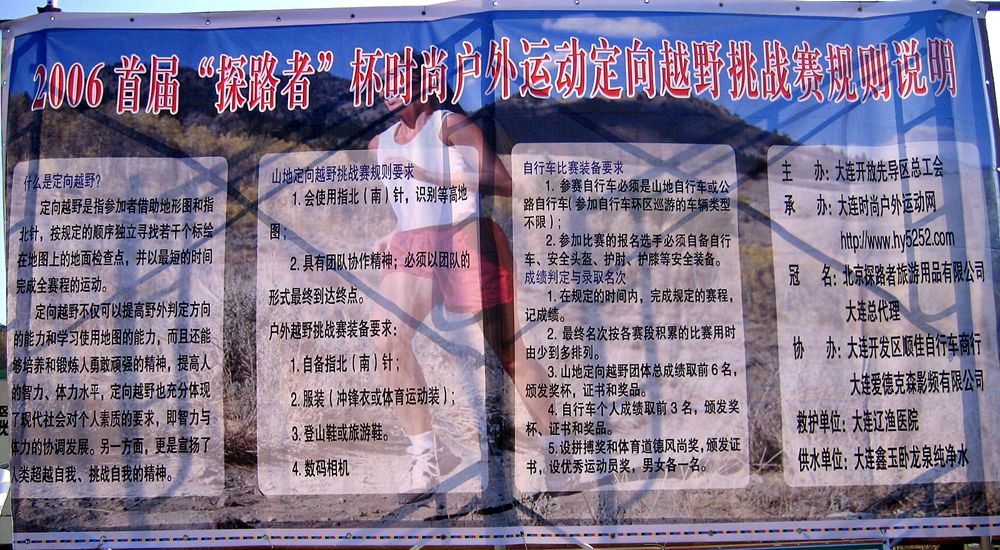 2006 首届“探路者”杯时尚户外运动定向越野挑战赛规则说明
什么是定向越野?
定向越野是指参加者借助地形图和指
北针，按规定的顺序独立寻找若干个标绘
在地图上的地面检查点，并以最短的时间
完成全赛程的运动。
定向越野不仅可以提高野外判定方向
的能力和学习使用地图的能力，而且还能
够培养和锻炼人勇敢顽强的精神，提高人
的智力、体力水平，定向越野也充分体现
了现代社会对个人素质的要求，即智力与
体力的协调发展。另一方面，更是宣扬了
人类超越自我、挑战自我的精神。
山地定向越野挑战赛规则要求
1. 会使用指北（南）针，识别等高地
图；
2. 具有团队协作精神；必须以团队的
形式最终到达终点。
户外越野挑战赛装备要求：
1. 自备指北（南）针；
2. 服装（冲锋衣或体育运动装）；
3. 登山鞋或旅游鞋。
4. 数码相机
自行车比赛装备要求
1. 参赛自行车必须是山地自行车或公
路自行车(参加自行车环区巡游的车辆类型
不限)；
2. 参加比赛的报名选手必须自备自行
车、安全头盔、护肘、护膝等安全装备。
成绩判定与录取名次
1. 在规定的时间内，完成规定的赛程，
记成绩。
2. 最终名次按各赛段积累的比赛用时
由少到多排列。
3. 山地定向越野团体总成绩取前6名，
颁发奖杯，证书和奖品。
4. 自行车个人成绩取前3名，颁发奖
杯、证书和奖品。
5. 设拼搏奖和体育道德风尚奖，颁发证
书，设优秀运动员奖，男女各一名。
主 办：大连开放先导区总工会
承 办：大连时尚户外运动网
http://www.hy5252.com
冠 名：北京探路者旅游用品有限公司
大连总代理
协 办：大连开发区顺佳自行车商行
大连爱德克森影频有限公司
救护单位：大连辽渔医院
供水单位：大连鑫玉卧龙泉纯净水